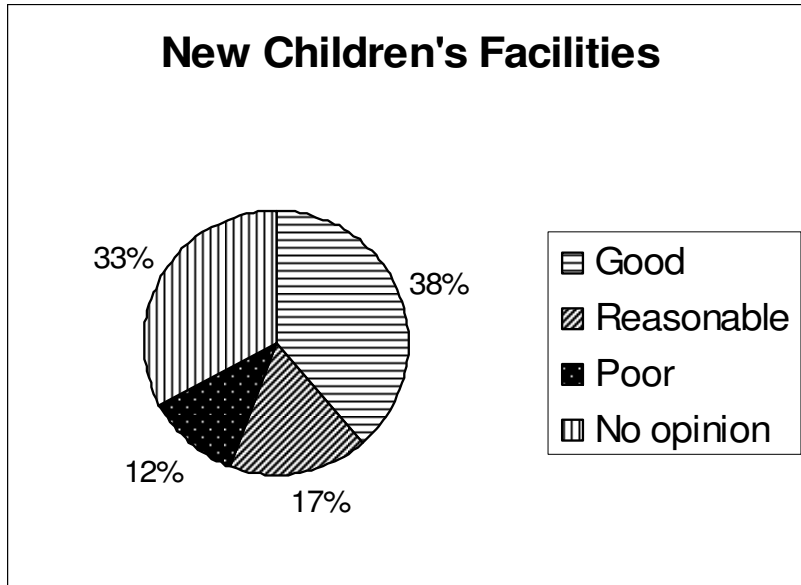 New Children's Facilities
33%
38%
12%
17%
Good
Reasonable
Poor
No opinion